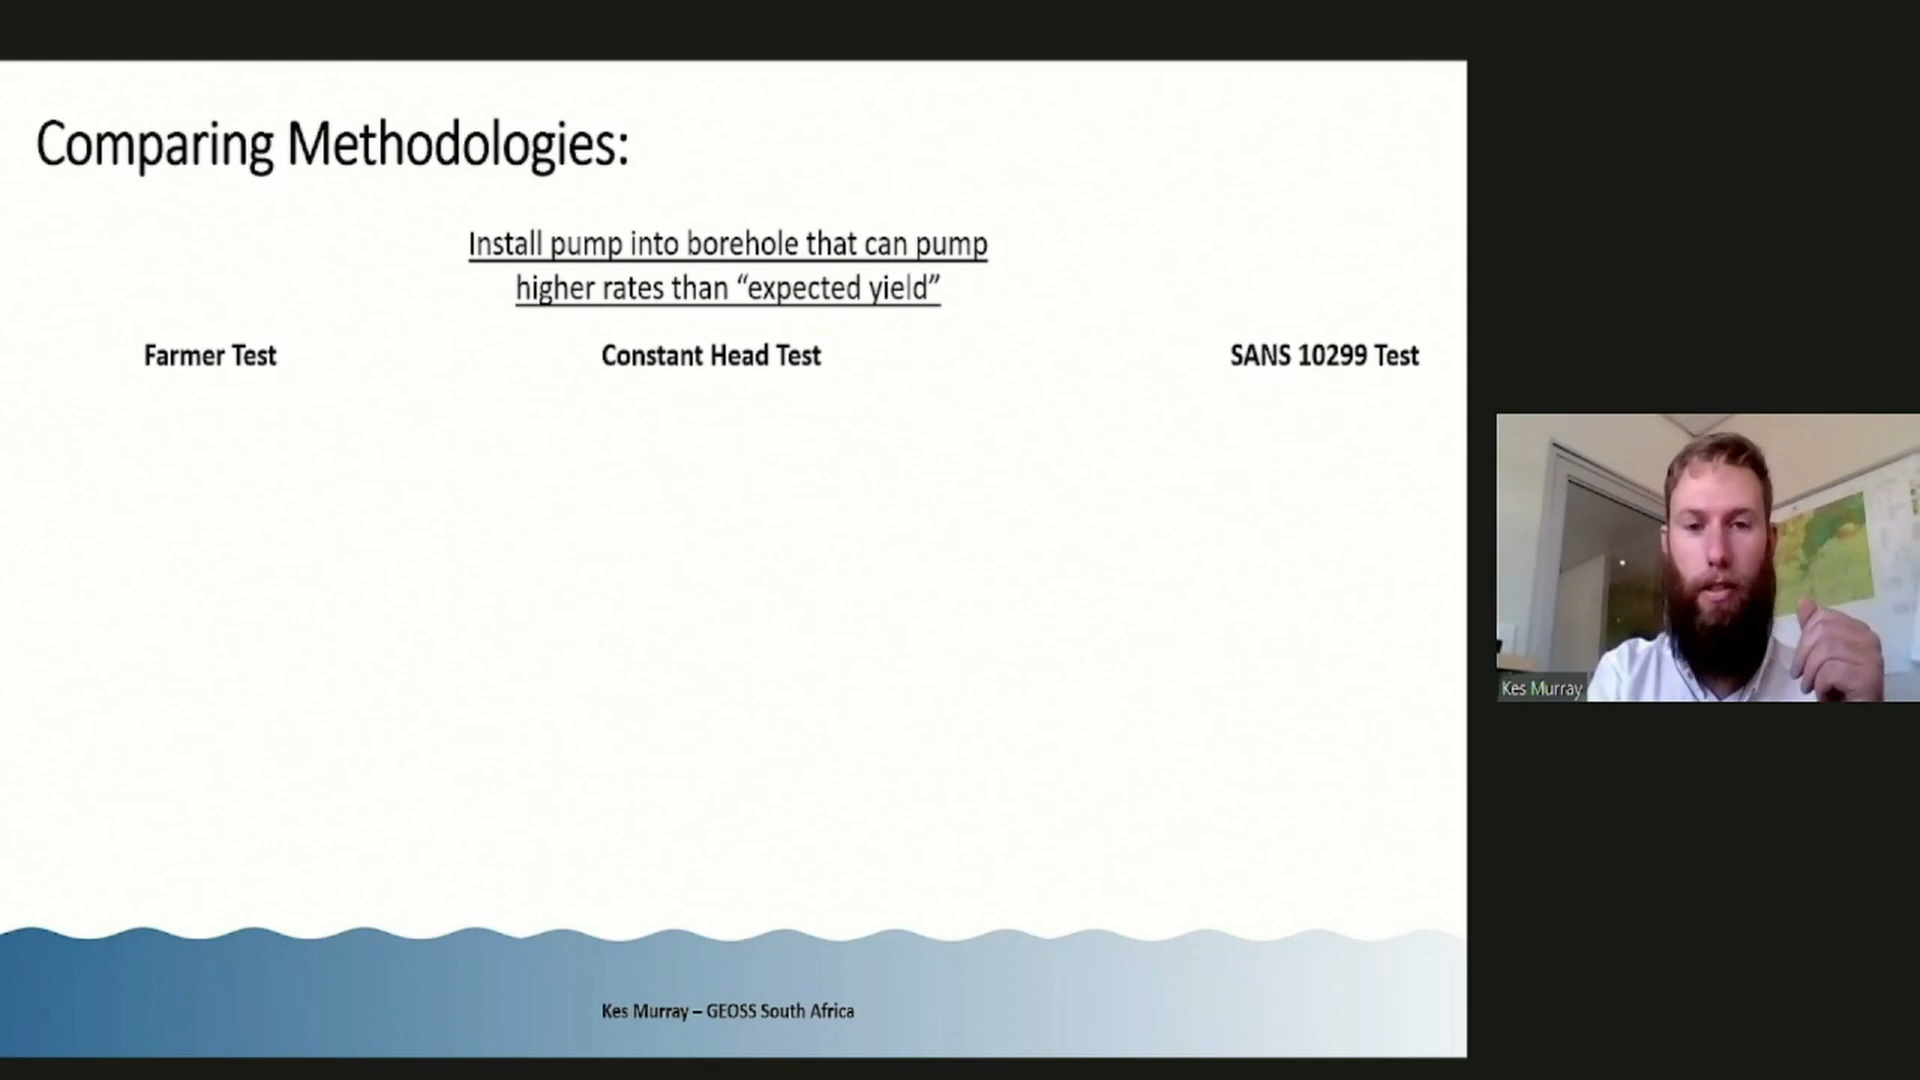 Comparing Methodologies:
Install pump into borehole that can pump
higher rates than “expected yield”
Farmer Test
Constant Head Test
SANS 10299 Test
Kes Murray
Kes Murray – GEOSS South Africa